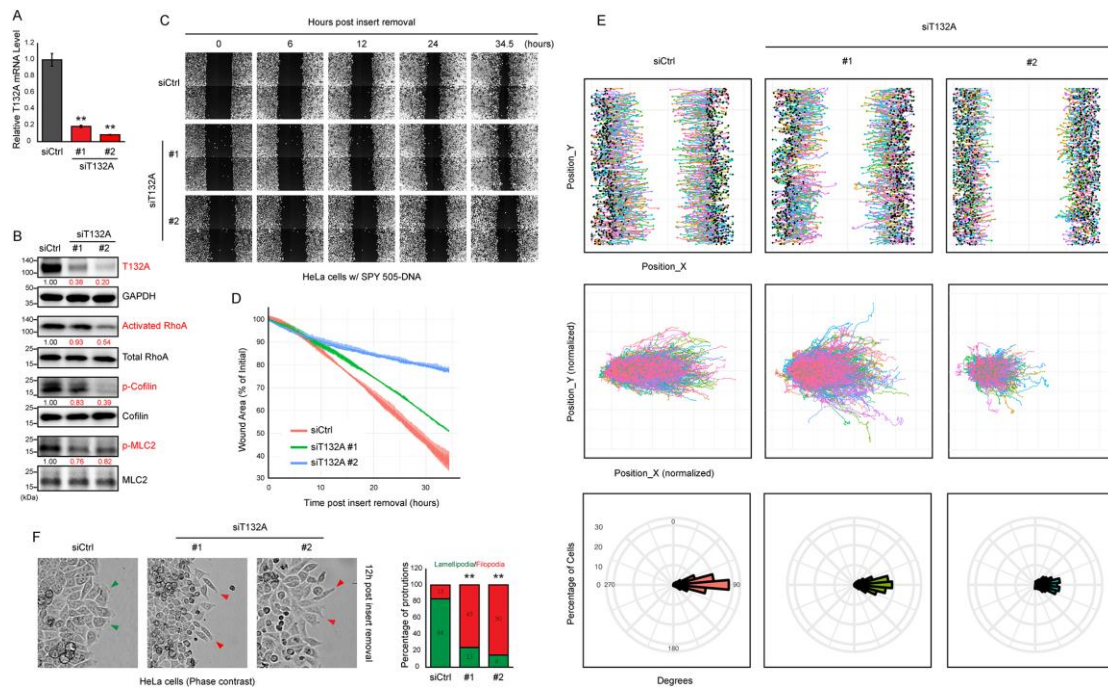 A
Relative T132A mRNA Level
1.2
1.0
0.8
0.6
0.4
0.2
0
**
**
siCtrl
#1
#2
siT132A
B
siT132A
siCtrl
#1
#2
140
100
T132A
1.00
0.38
0.20
50
35
GAPDH
140
100
Activated RhoA
1.00
0.93
0.54
25
15
Total RhoA
25
15
p-Cofilin
1.00
0.83
0.39
25
15
Cofilin
25
15
p-MLC2
1.00
0.76
0.82
25
15
MLC2
(kDa)
C
Hours post insert removal
0
6
12
24
34.5
(hours)
siCtrl
siT132A
#1
#2
HeLa cells w/ SPY 505-DNA
D
Wound Area (% of Initial)
100
90
80
70
60
50
40
30
siCtrl
siT132A #1
siT132A #2
0
10
20
30
Time post insert removal (hours)
E
siT132A
siCtrl
#1
#2
Position_Y
Position_X
Position_Y (normalized)
Position_X (normalized)
Percentage of Cells
30
20
10
0
0
90
180
270
Degrees
F
siT132A
siCtrl
#1
#2
12h post insert removal
HeLa cells (Phase contrast)
Lamellipodia/Filopodia
Percentage of protrutions
120
100
80
60
40
20
0
**
**
siCtrl
#1
#2